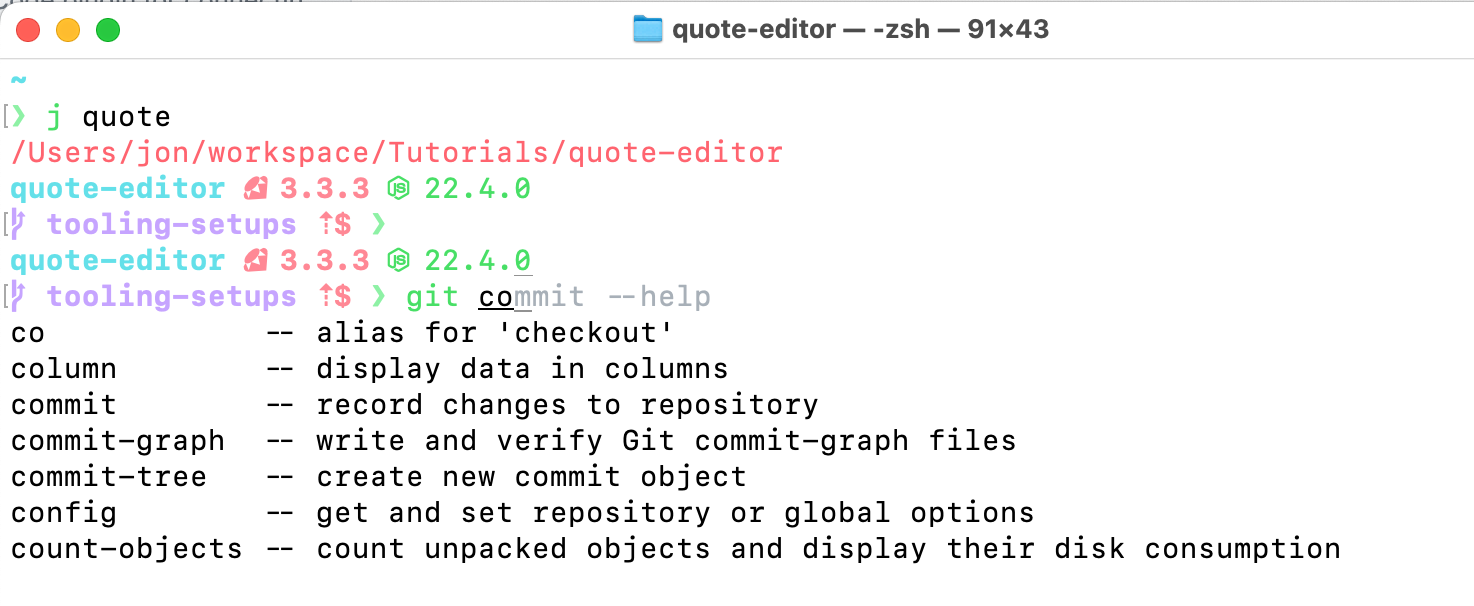 quote-editor — -zsh — 91×43
~
[❯ j quote
/Users/jon/workspace/Tutorials/quote-editor
quote-editor 3.3.3 22.4.0
[ tooling-setups ⇡$ ❯
quote-editor 3.3.3 22.4.0
[ tooling-setups ⇡$ ❯ git commit --help
co -- alias for 'checkout'
column -- display data in columns
commit -- record changes to repository
commit-graph -- write and verify Git commit-graph files
commit-tree -- create new commit object
config -- get and set repository or global options
count-objects -- count unpacked objects and display their disk consumption